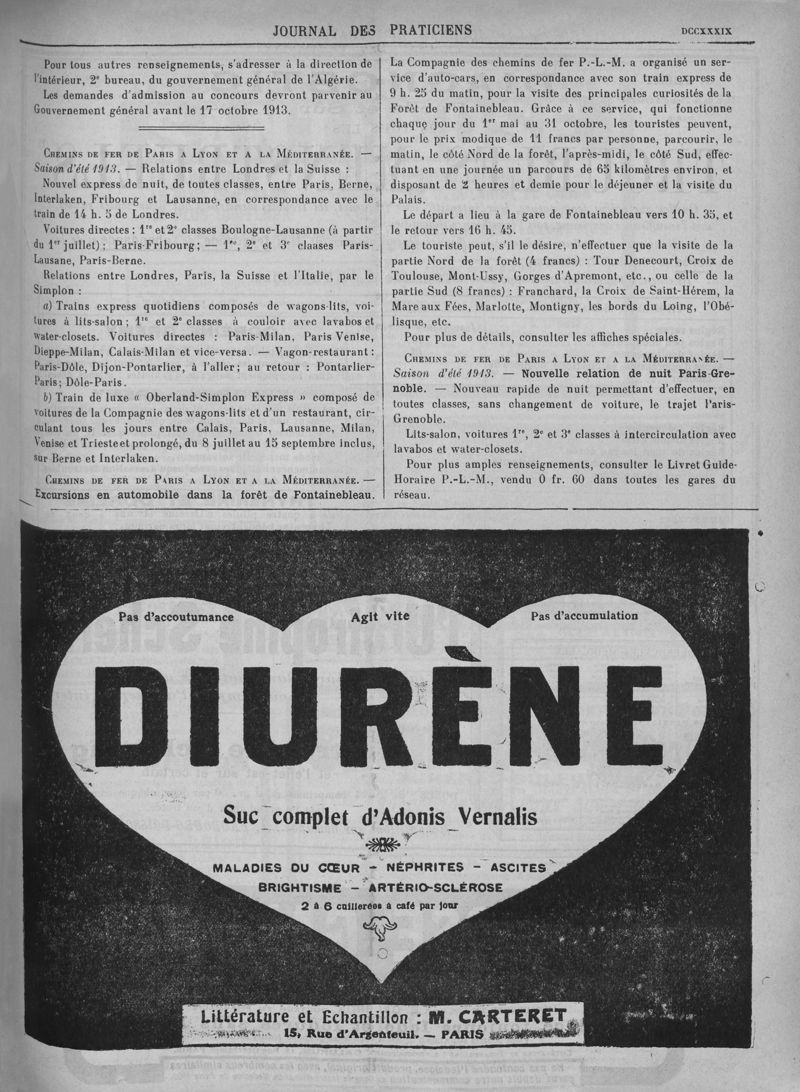 JOURNAL DES PRATICIENS
DCCXXXIX
Pour tous autres renseignements, s'adresser à la direction de
l'intérieur, 2e bureau, du gouvernement général de l'Algérie.
Les demandes d'admission au concours devront parvenir au
Gouvernement général avant le 17 octobre 1913.
CHEMINS DE FER DE PARIS A LYON ET A LA MÉDITERRANÉE. —
Saison d'été 1913. — Relations entre Londres et la Suisse :
Nouvel express de nuit, de toutes classes, entre Paris, Berne,
Interlaken, Fribourg et Lausanne, en correspondance avec le
train de 14 h. 5 de Londres.
Voitures directes : 1re et 2e classes Boulogne-Lausanne (à partir
du 1er juillet) ; Paris-Fribourg ; — 1re, 2e et 3e claases Paris-
Lausane, Paris-Berne.
Relations entre Londres, Paris, la Suisse et l'Italie, par le
Simplon :
a) Trains express quotidiens composés de wagons-lits, voi-
tures à lits-salon ; 1re et 2e classes à couloir avec lavabos et
water-closets. Voitures directes : Paris-Milan, Paris Venise,
Dieppe-Milan, Calais-Milan et vice-versa. — Vagon-restaurant :
Paris-Dôle, Dijon-Pontarlier, à l'aller ; au retour : Pontarlier-
Paris ; Dôle-Paris.
b) Train de luxe « Oberland-Simplon Express » composé de
voitures de la Compagnie des wagons-lits et d'un restaurant, cir-
culant tous les jours entre Calais, Paris, Lausanne, Milan,
Venise et Trieste et prolongé, du 8 juillet au 15 septembre inclus,
sur Berne et Interlaken.
CHEMINS DE FER DE PARIS A LYON ET A LA MÉDITERRANÉE. —
Excursions en automobile dans la forêt de Fontainebleau.
La Compagnie des chemins de fer P.-L.-M. a organisé un ser-
vice d'auto-cars, en correspondance avec son train express de
9 h. 25 du matin, pour la visite des principales curiosités de la
Forêt de Fontainebleau. Grâce à ce service, qui fonctionne
chaque jour du 1er mai au 31 octobre, les touristes peuvent,
pour le prix modique de 11 francs par personne, parcourir, le
matin, le côté Nord de la forêt, l'après-midi, le côté Sud, effec-
tuant en une journée un parcours de 65 kilomètres environ, et
disposant de 2 heures et demie pour le déjeuner et la visite du
Palais.
Le départ a lieu à la gare de Fontainebleau vers 10 h. 35, et
le retour vers 16 h. 45.
Le touriste peut, s'il le désire, n'effectuer que la visite de la
partie Nord de la forêt (4 francs) : Tour Denecourt, Croix de
Toulouse, Mont-Ussy, Gorges d'Apremont, etc., ou celle de la
partie Sud (8 francs) : Franchard, la Croix de Saint-Hérem, la
Mare aux Fées, Marlotte, Montigny, les bords du Loing, l'Obé-
lisque, etc.
Pour plus de détails, consulter les affiches spéciales.
CHEMINS DE FER DE PARIS A LYON ET A LA MÉDITERRANÉE. —
Saison d'été 1913. — Nouvelle relation de nuit Paris-Gre-
noble. — Nouveau rapide de nuit permettant d'effectuer, en
toutes classes, sans changement de voiture, le trajet Paris-
Grenoble.
Lits-salon, voitures 1re, 2e et 3e classes à intercirculation avec
lavabos et water-closets.
Pour plus amples renseignements, consulter le Livret Guide-
Horaire P.-L.-M., vendu 0 fr. 60 dans toutes les gares du
réseau.
Pas d'accoutumance
Agit vite
Pas d'accumulation
DIURÈNE
Suc complet d'Adonis Vernalis
MALADIES DU CŒUR - NÉPHRITES - ASCITES
BRIGHTISME - ARTÉRIO-SCLÉROSE
2 à 6 cuillerées à café par jour
Littérature et Echantillon : M. CARTERET
15, Rue d'Argenteuil. — PARIS